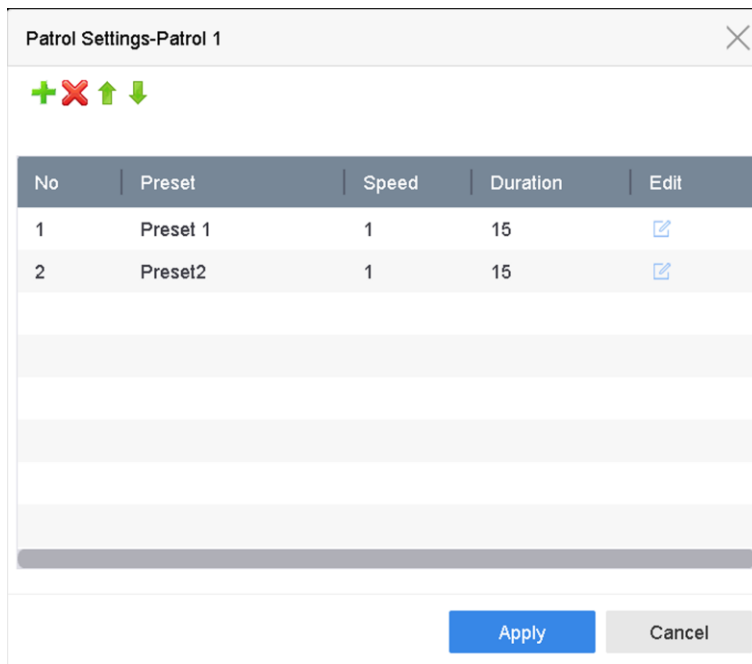 Patrol Settings-Patrol 1
No Preset Speed Duration Edit
1 Preset 1 1 15
2 Preset2 1 15
Apply Cancel